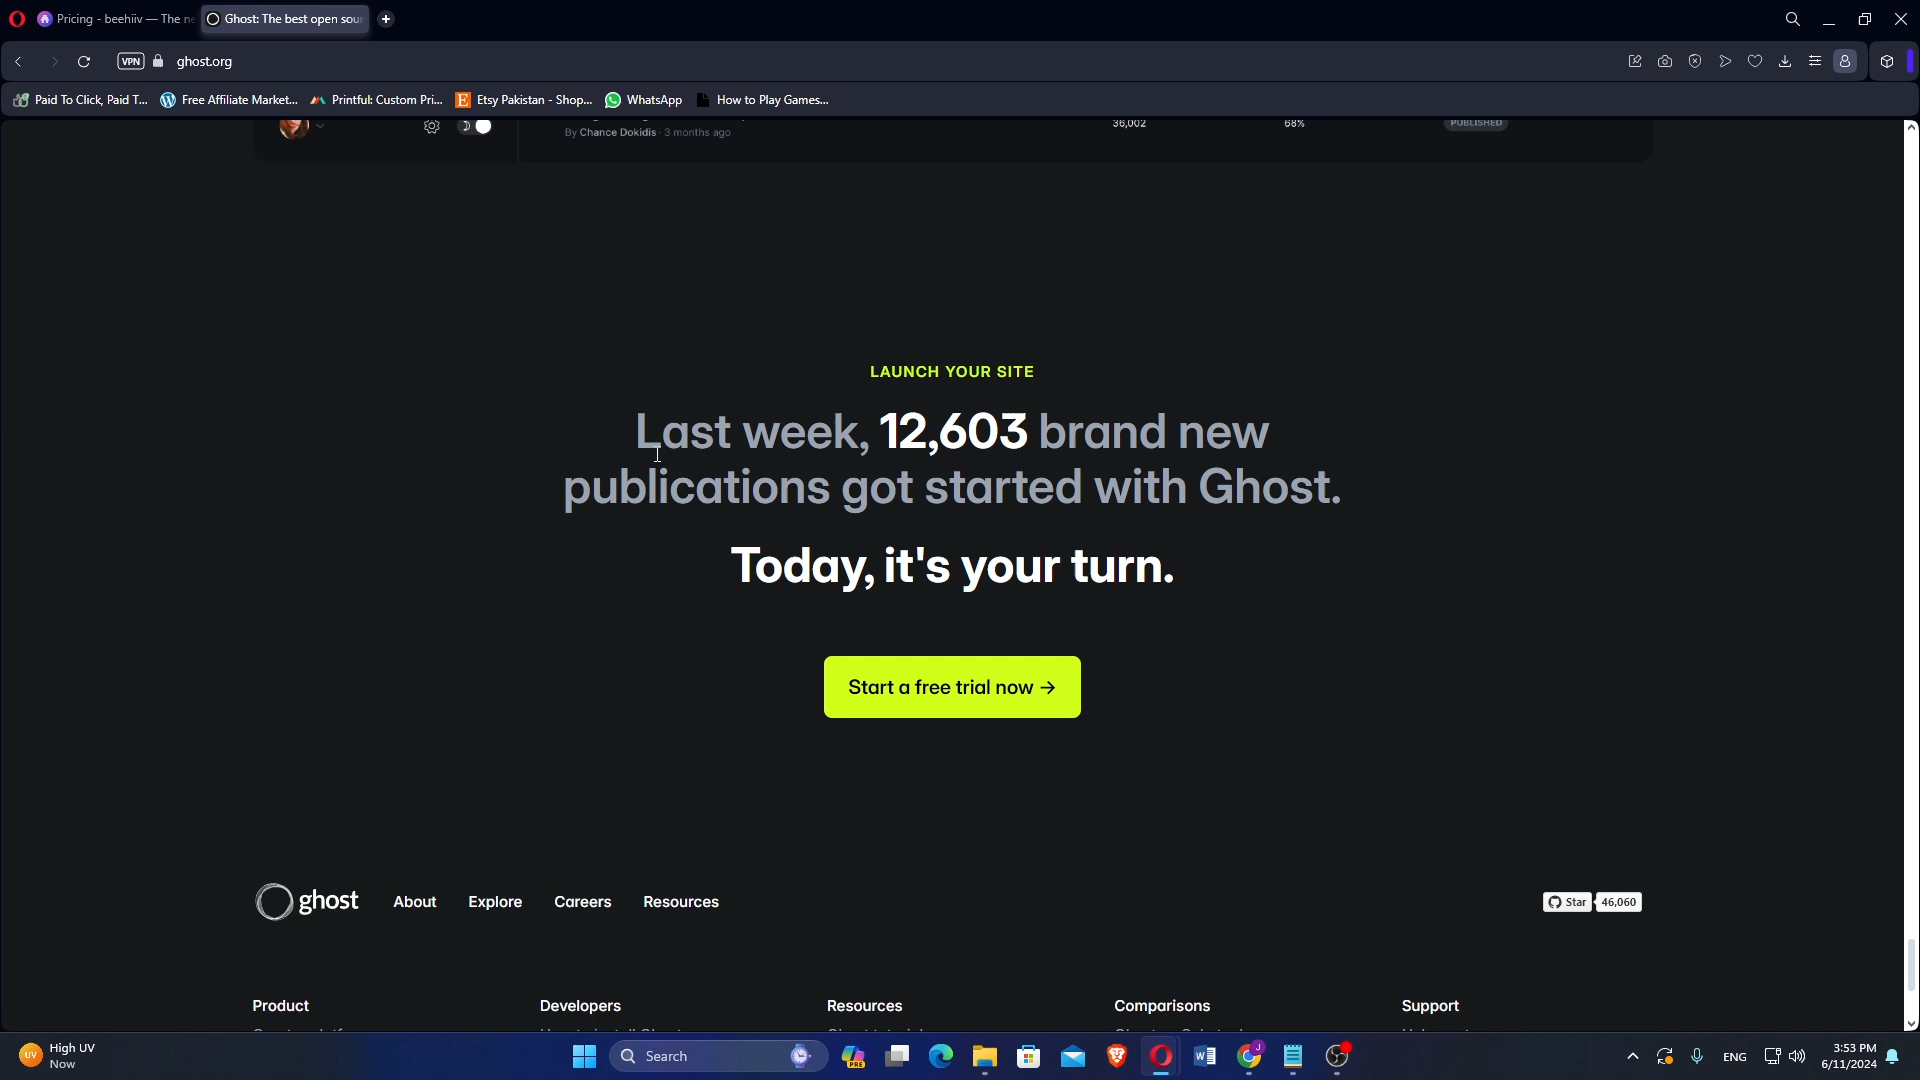 Pricing - beehiiv — The ne
Ghost: The best open sour
VPN
ghost.org
Paid To Click, Paid T...
Free Affiliate Market...
Printful: Custom Pri...
Etsy Pakistan - Shop...
WhatsApp
How to Play Games...
By Chance Dokidis · 3 months ago
36,002
68%
PUBLISHED
LAUNCH YOUR SITE
Last week, 12,603 brand new
publications got started with Ghost.
Today, it's your turn.
Start a free trial now →
ghost
About
Explore
Careers
Resources
Star
46,060
Product
Developers
Resources
Comparisons
Support
High UV
Now
Search
PRE
ENG
3:53 PM
6/11/2024